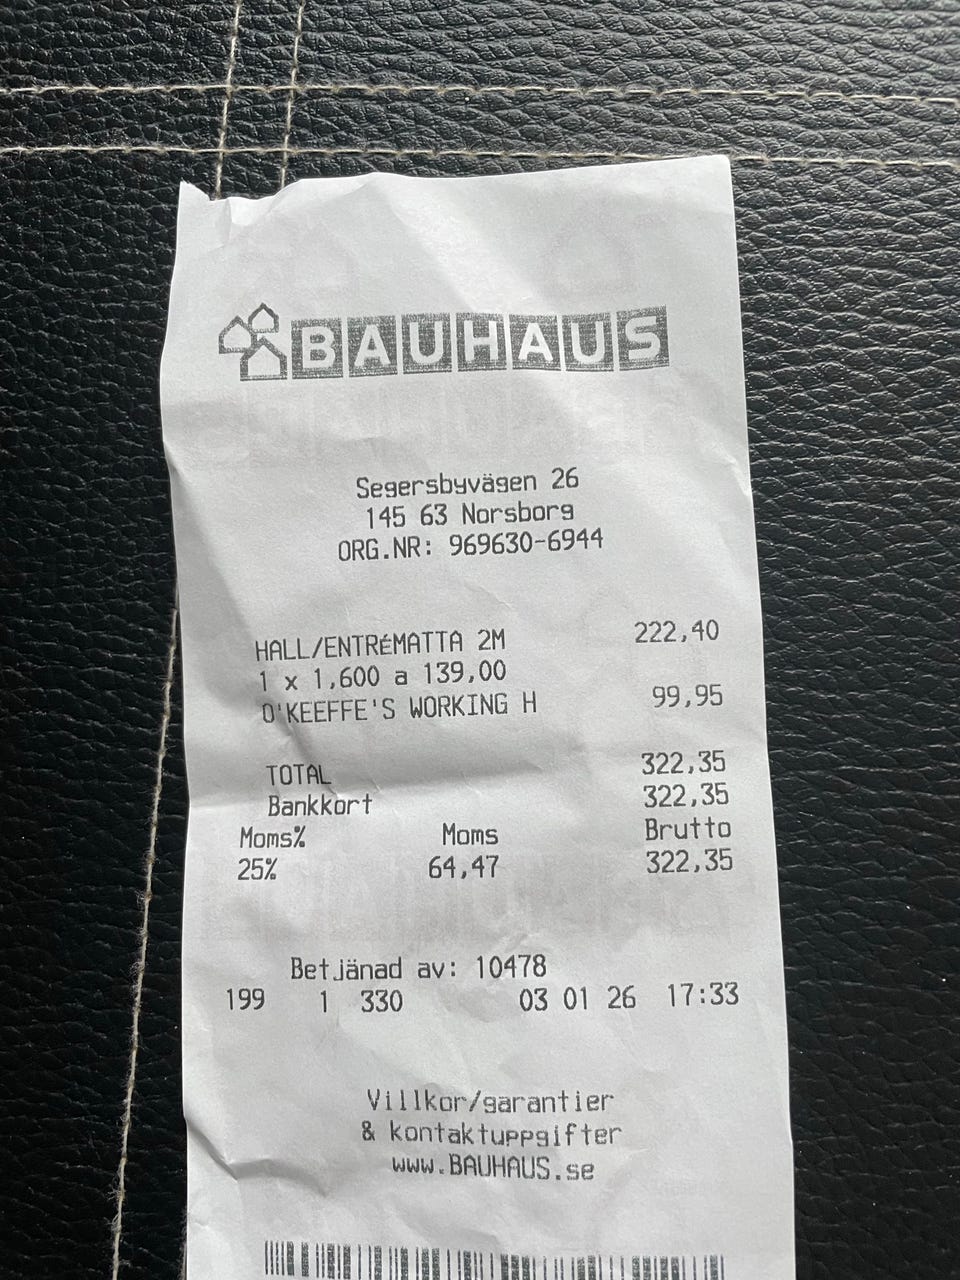 BAUHAUS
Segersbyvägen 26
145 63 Norsborg
ORG.NR: 969630-6944
HALL/ENTRÉMATTA 2M 222,40
1 x 1,600 a 139,00
O'KEEFFE'S WORKING H 99,95
TOTAL 322,35
Bankkort 322,35
Moms% Moms Brutto
25% 64,47 322,35
Betjänad av: 10478
199 1 330 03 01 26 17:33
Villkor/garantier
& kontaktuppgifter
www.BAUHAUS.se